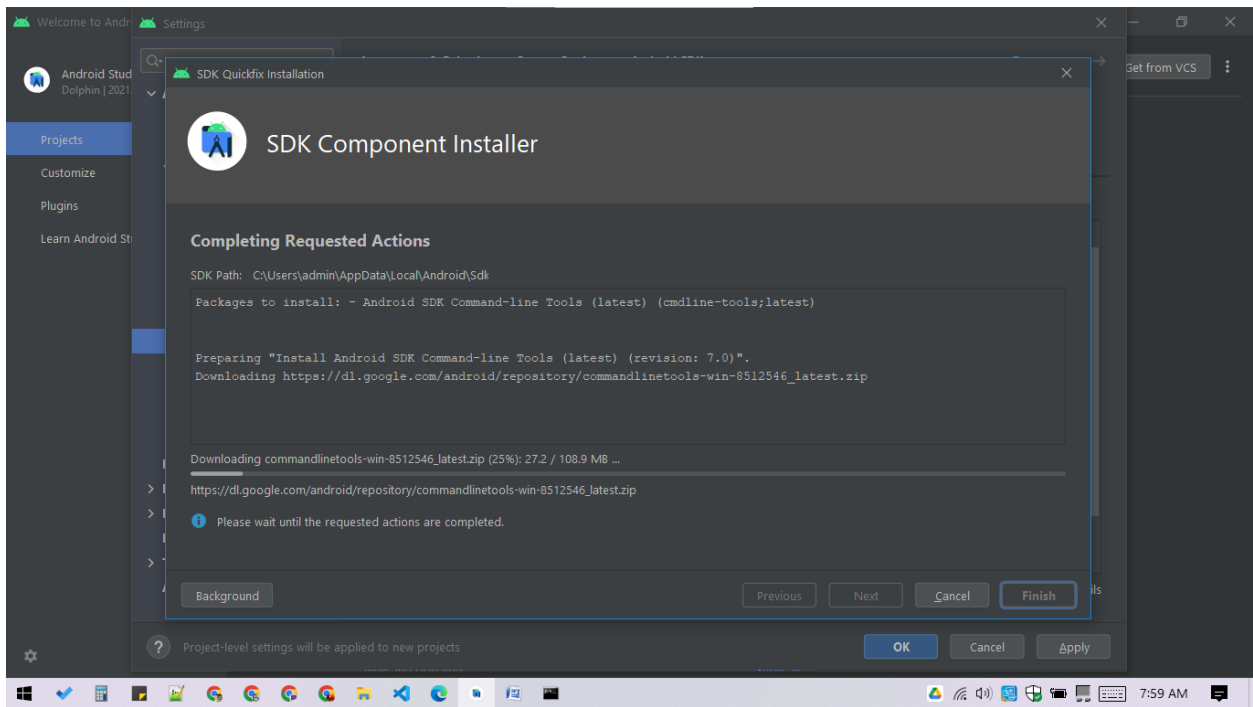 Welcome to Andr
Settings
Android Stud
Dolphin | 2021.
Get from VCS
Projects
Customize
Plugins
Learn Android St
SDK Quickfix Installation
SDK Component Installer
Completing Requested Actions
SDK Path: C:\Users\admin\AppData\Local\Android\Sdk
Packages to install: - Android SDK Command-line Tools (latest) (cmdline-tools;latest)
Preparing "Install Android SDK Command-line Tools (latest) (revision: 7.0)".
Downloading https://dl.google.com/android/repository/commandlinetools-win-8512546_latest.zip
Downloading commandlinetools-win-8512546_latest.zip (25%): 27.2 / 108.9 MB ...
https://dl.google.com/android/repository/commandlinetools-win-8512546_latest.zip
Please wait until the requested actions are completed.
Background
Previous
Next
Cancel
Finish
ils
? Project-level settings will be applied to new projects
OK
Cancel
Apply
7:59 AM